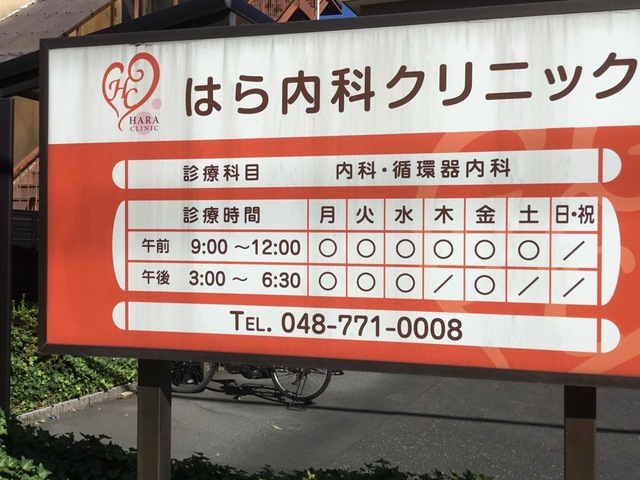 HC
HARA
CLINIC
はら内科クリニック
診療科目 内科・循環器内科
診療時間 月 火 水 木 金 土 日・祝
午前 9:00 〜12:00 ○ ○ ○ ○ ○ ○ ／
午後 3:00 〜 6:30 ○ ○ ○ ／ ○ ／ ／
TEL. 048-771-0008